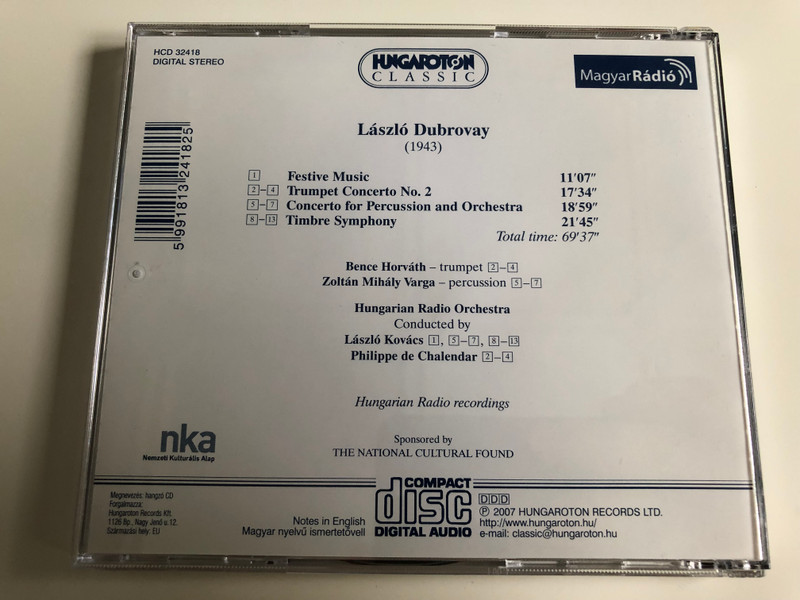 HCD 32418
DIGITAL STEREO
HUNGAROTON
CLASSIC
MagyarRádió
László Dubrovay
(1943)
1 Festive Music 11'07"
2–4 Trumpet Concerto No. 2 17'34"
5–7 Concerto for Percussion and Orchestra 18'59"
8–13 Timbre Symphony 21'45"
Total time: 69'37"
5 991813 241825
Bence Horváth – trumpet 2–4
Zoltán Mihály Varga – percussion 5–7
Hungarian Radio Orchestra
Conducted by
László Kovács 1, 5–7, 8–13
Philippe de Chalendar 2–4
Hungarian Radio recordings
nka
Nemzeti Kulturális Alap
Sponsored by
THE NATIONAL CULTURAL FOUND
Megnevezés: hangzó CD
Forgalmazza:
Hungaroton Records Kft.
1126 Bp., Nagy Jenő u.12.
Származási hely: EU
Notes in English
Magyar nyelvű ismertetővel
COMPACT
disc
DIGITAL AUDIO
DDD
℗ 2007 HUNGAROTON RECORDS LTD.
http://www.hungaroton.hu/
e-mail: classic@hungaroton.hu